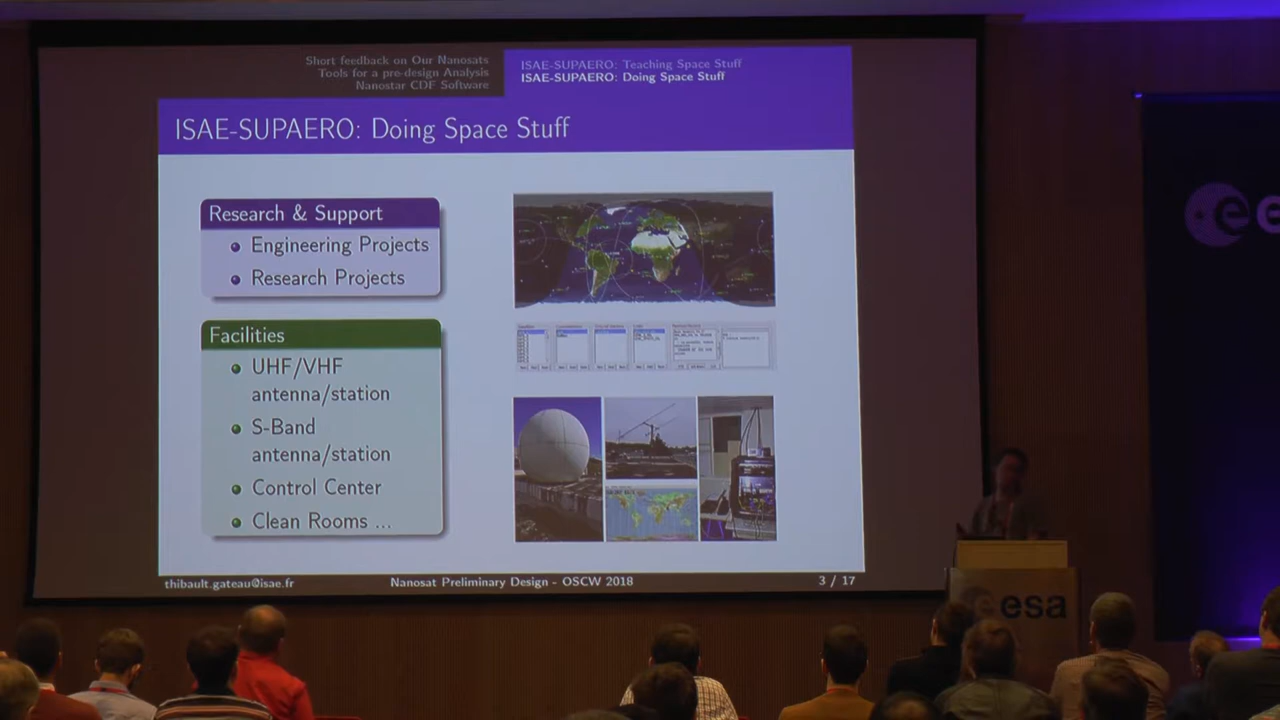 Short feedback on Our Nanosats
Tools for a pre-design Analysis
Nanostar CDF Software
ISAE-SUPAERO: Teaching Space Stuff
ISAE-SUPAERO: Doing Space Stuff
ISAE-SUPAERO: Doing Space Stuff
Research & Support
Engineering Projects
Research Projects
Facilities
UHF/VHF
antenna/station
S-Band
antenna/station
Control Center
Clean Rooms ...
thibault.gateau@isae.fr
Nanosat Preliminary Design - OSCW 2018
3 / 17
esa